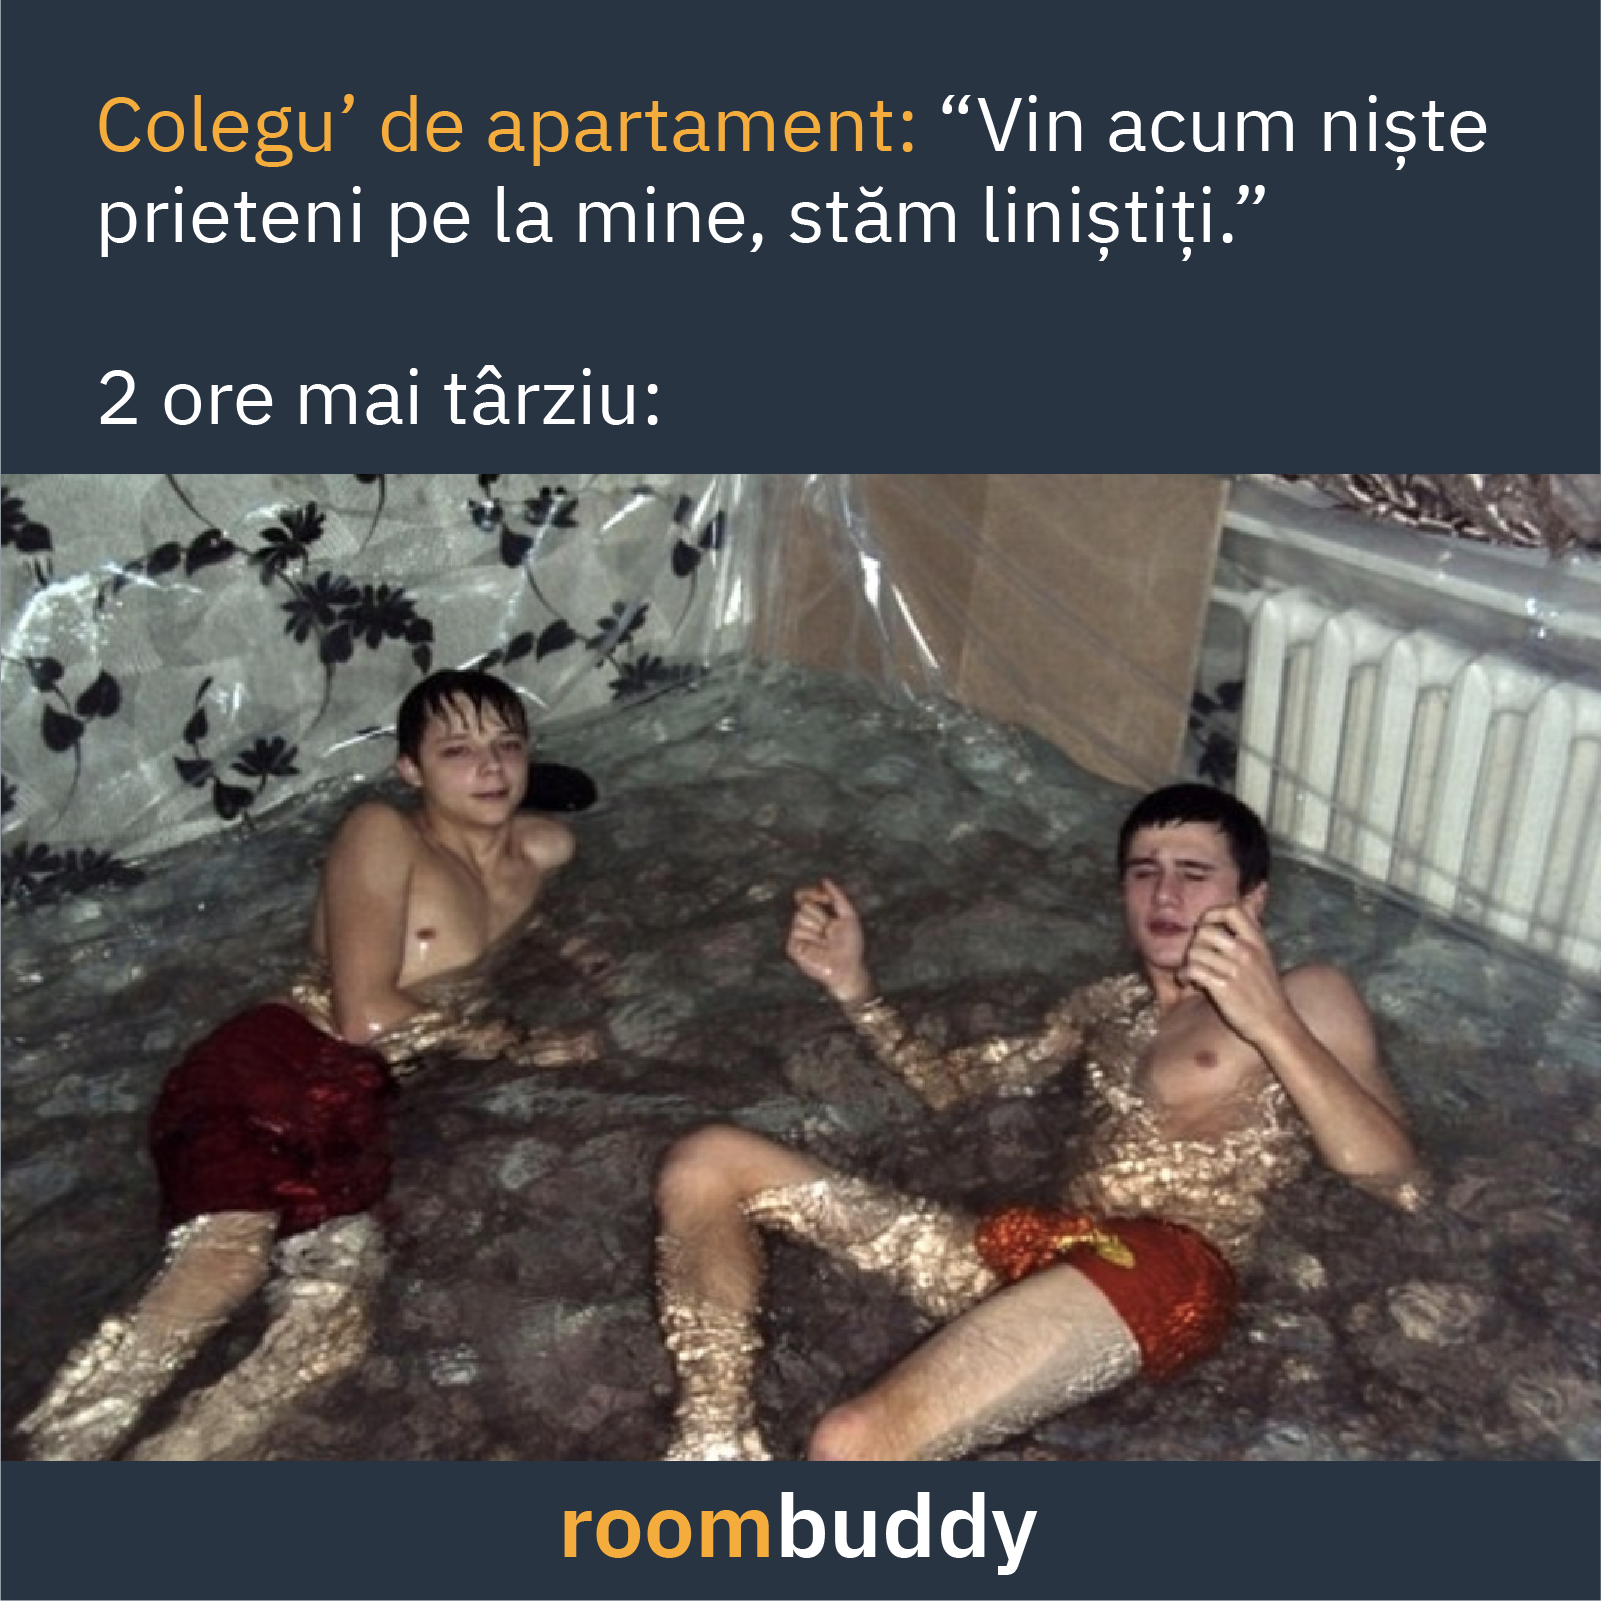 Colegu’ de apartament: “Vin acum niște
prieteni pe la mine, stăm liniștiți.”
2 ore mai târziu:
roombuddy